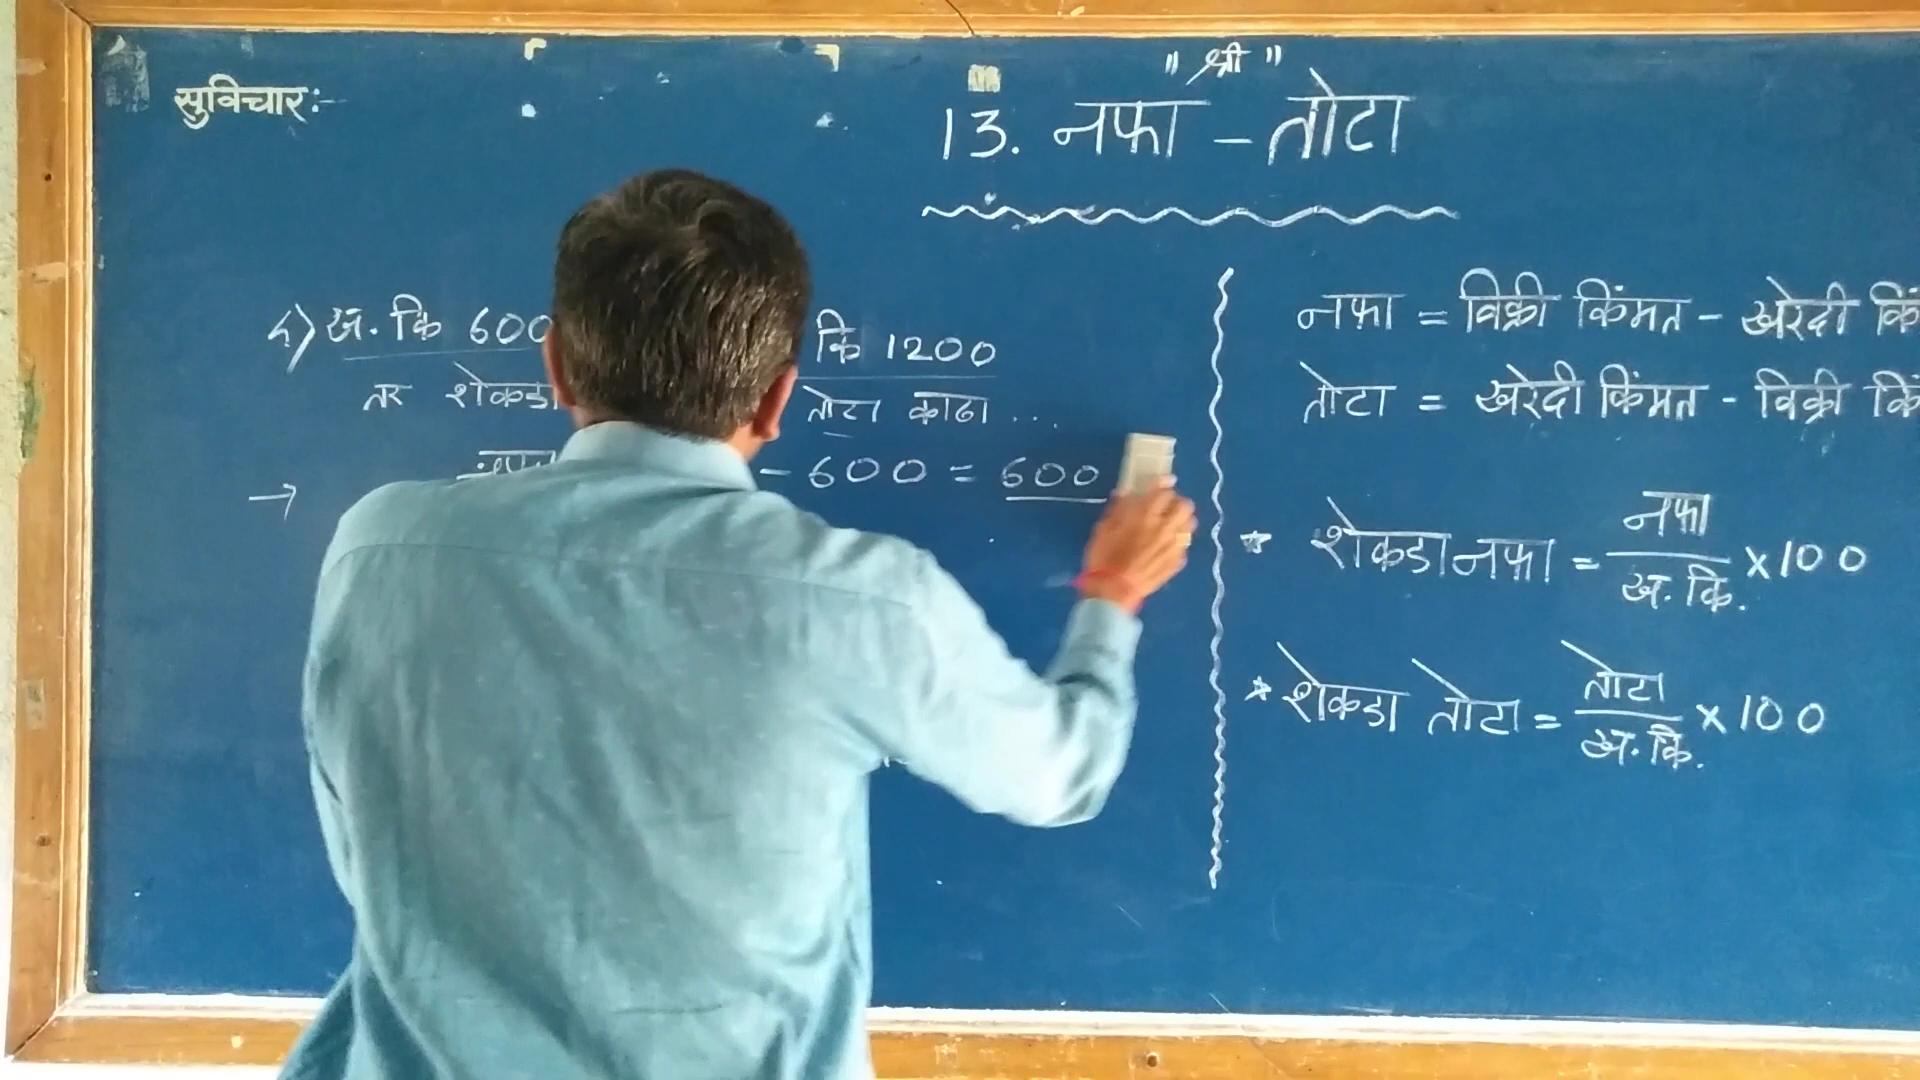 " श्री "
सुविचार:-
13. नफा - तोटा
ख. कि 600 कि 1200
तर शेकडा तोटा काढा ...
→ - 600 = 600
नफा = विक्री किंमत - खरेदी किं
तोटा = खरेदी किंमत - विक्री किं
* शेकडा नफा = नफा / ख. कि. × 100
* शेकडा तोटा = तोटा / ख. कि. × 100